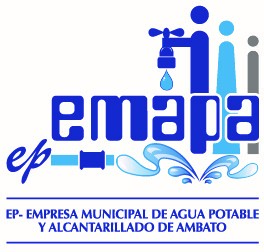 emapa
ep
EP- EMPRESA MUNICIPAL DE AGUA POTABLE
Y ALCANTARILLADO DE AMBATO